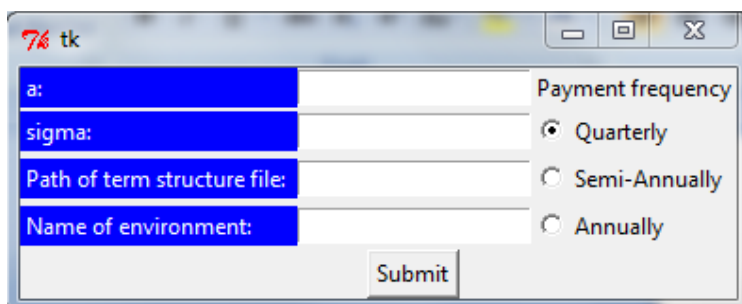 tk
a: Payment frequency
sigma: Quarterly
Path of term structure file: Semi-Annually
Name of environment: Annually
Submit